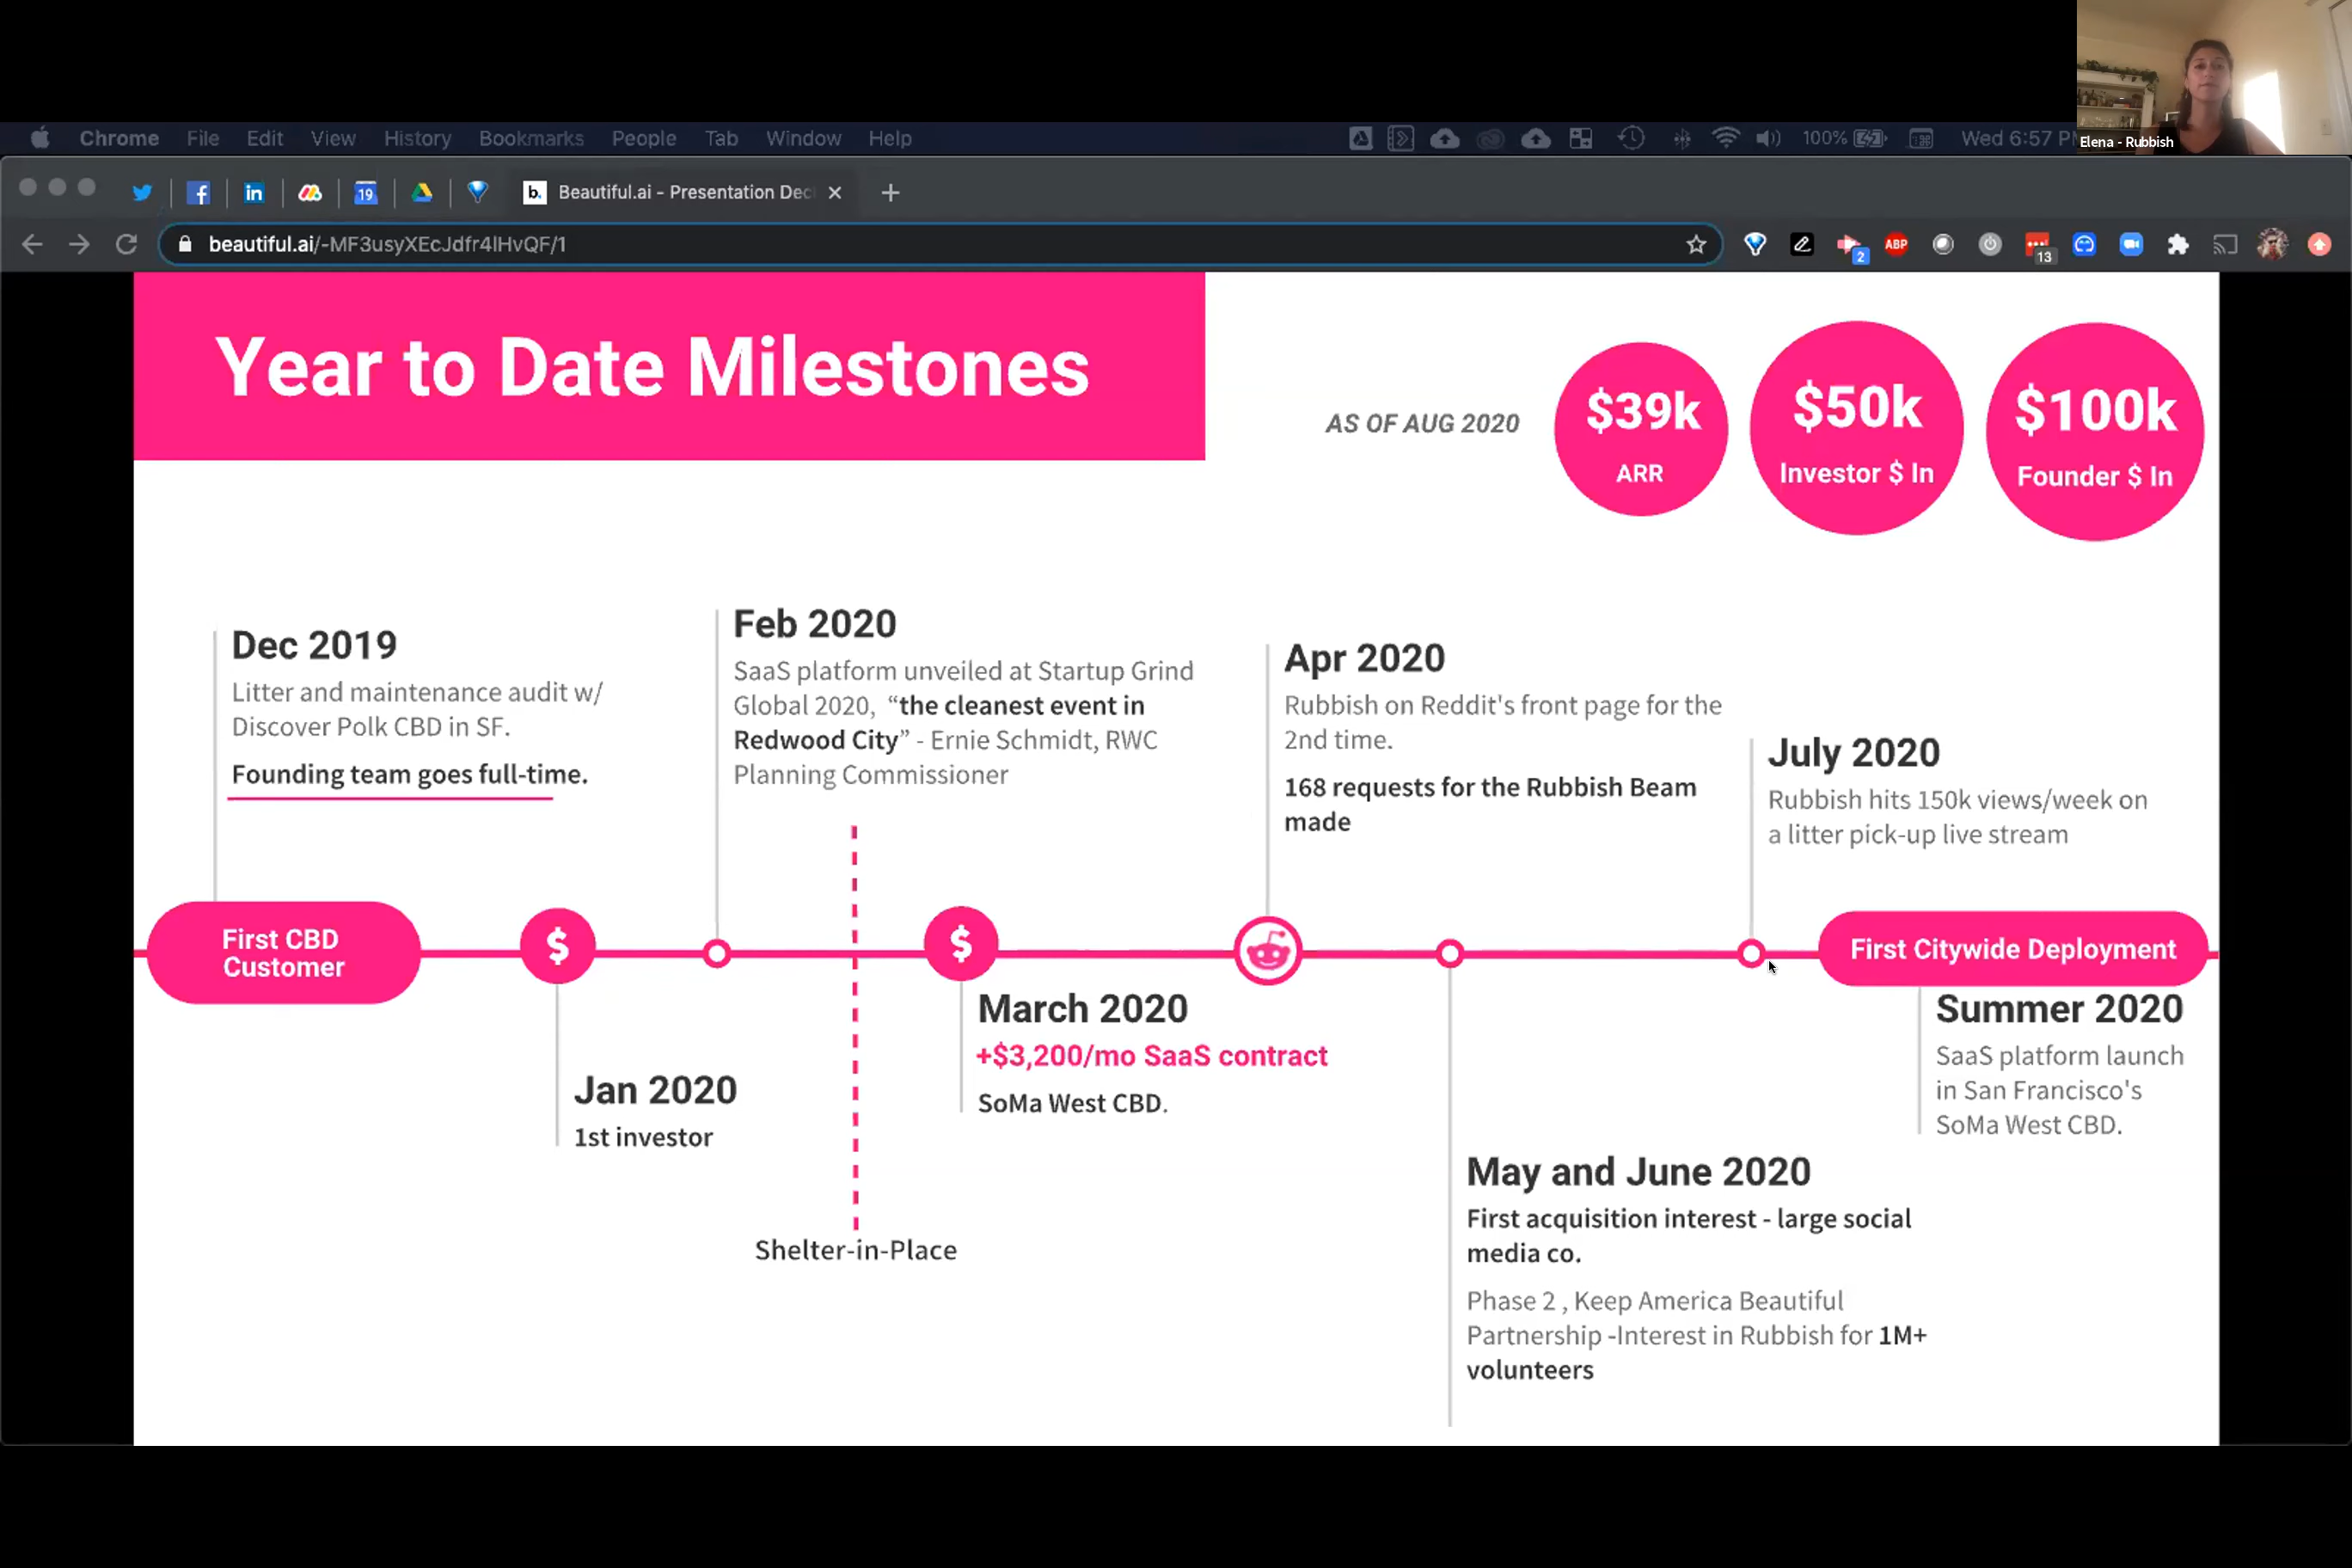 Elena - Rubbish
Chrome File Edit View History Bookmarks People Tab Window Help 100% Wed 6:57 PM
19 b. Beautiful.ai - Presentation Dec
beautiful.ai/-MF3usyXEcJdfr4lHvQF/1 2 ABP 13
Year to Date Milestones
AS OF AUG 2020
$39k
ARR
$50k
Investor $ In
$100k
Founder $ In
Dec 2019
Litter and maintenance audit w/
Discover Polk CBD in SF.
Founding team goes full-time.
Feb 2020
SaaS platform unveiled at Startup Grind
Global 2020, “the cleanest event in
Redwood City” - Ernie Schmidt, RWC
Planning Commissioner
Apr 2020
Rubbish on Reddit's front page for the
2nd time.
168 requests for the Rubbish Beam
made
July 2020
Rubbish hits 150k views/week on
a litter pick-up live stream
First CBD
Customer
$
$
First Citywide Deployment
Jan 2020
1st investor
Shelter-in-Place
March 2020
+$3,200/mo SaaS contract
SoMa West CBD.
May and June 2020
First acquisition interest - large social
media co.
Phase 2 , Keep America Beautiful
Partnership -Interest in Rubbish for 1M+
volunteers
Summer 2020
SaaS platform launch
in San Francisco's
SoMa West CBD.